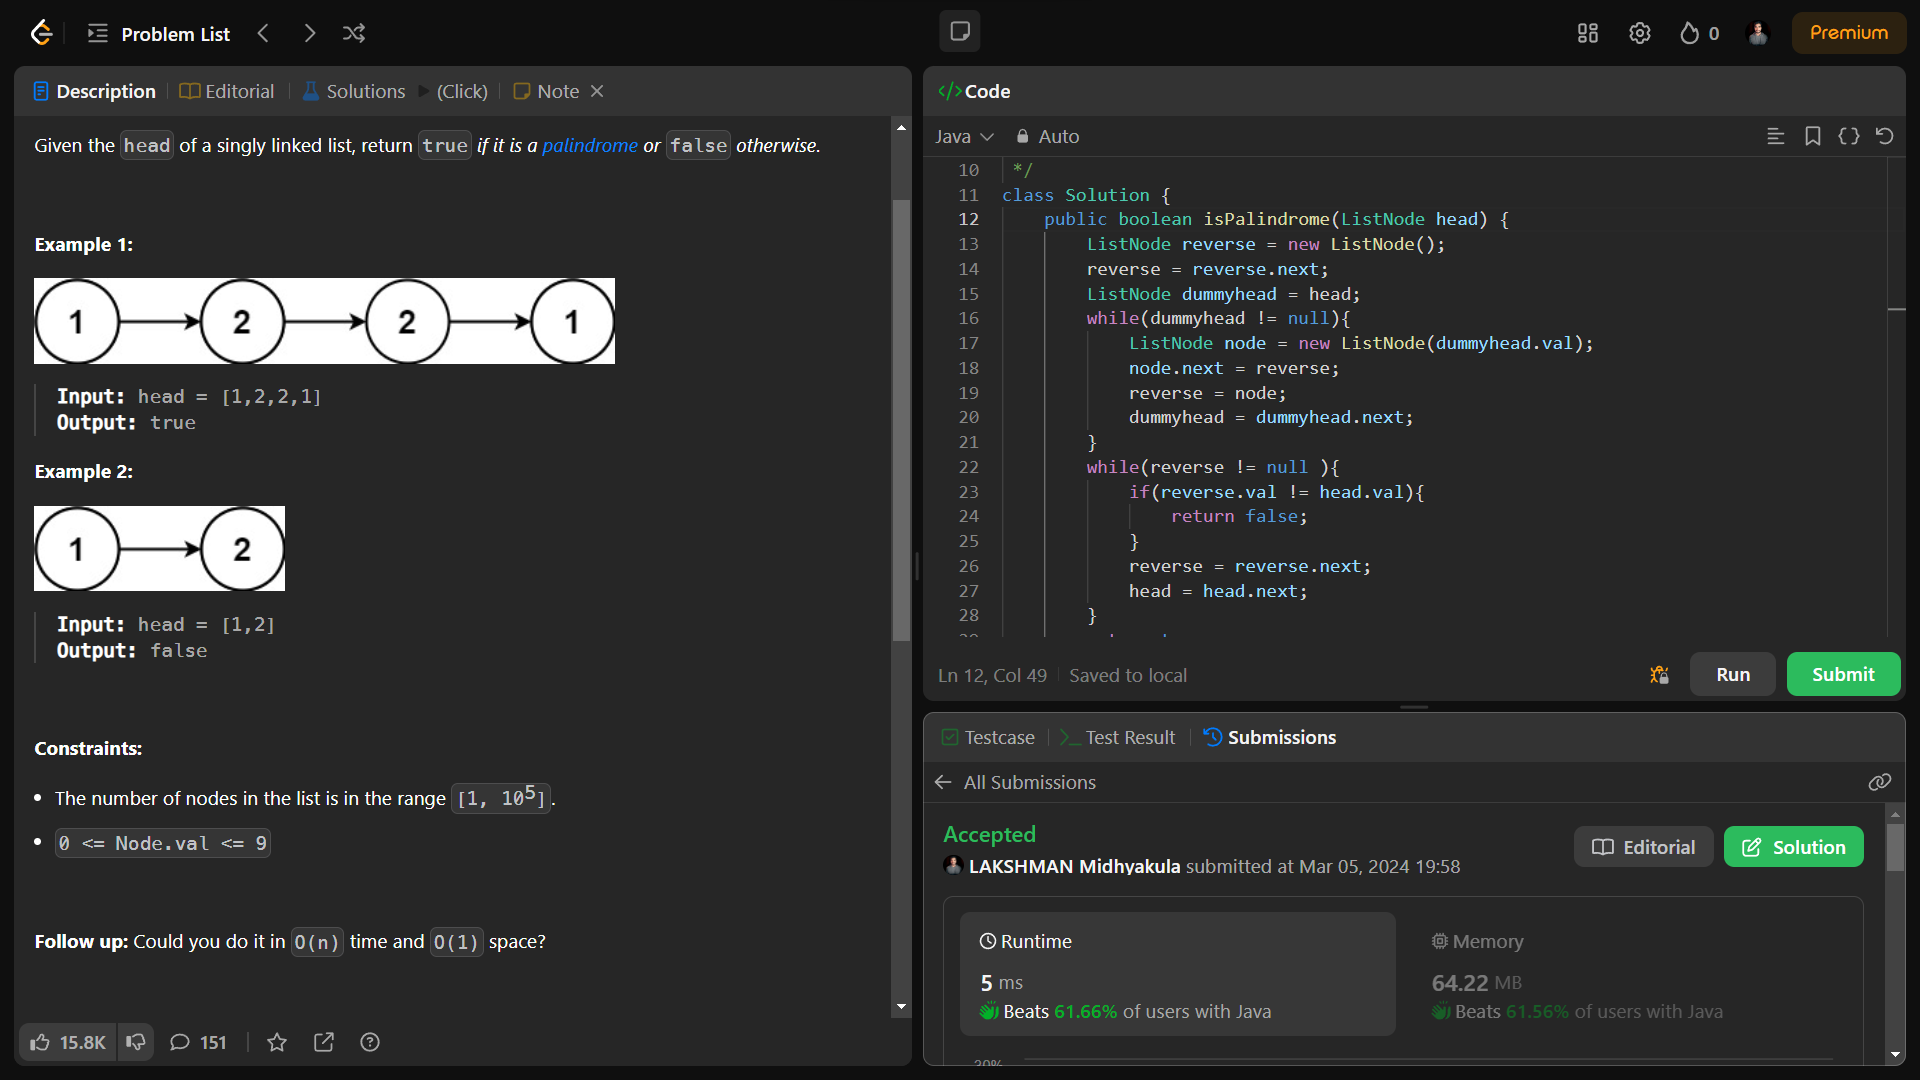 Problem List
0
Premium
Description
Editorial
Solutions
(Click)
Note
Given the head of a singly linked list, return true if it is a palindrome or false otherwise.
Example 1:
1 2 2 1
Input: head = [1,2,2,1]
Output: true
Example 2:
1 2
Input: head = [1,2]
Output: false
Constraints:
The number of nodes in the list is in the range [1, 10⁵].
0 <= Node.val <= 9
Follow up: Could you do it in O(n) time and O(1) space?
15.8K
151
</>Code
Java
Auto
10 */
11 class Solution {
12 public boolean isPalindrome(ListNode head) {
13 ListNode reverse = new ListNode();
14 reverse = reverse.next;
15 ListNode dummyhead = head;
16 while(dummyhead != null){
17 ListNode node = new ListNode(dummyhead.val);
18 node.next = reverse;
19 reverse = node;
20 dummyhead = dummyhead.next;
21 }
22 while(reverse != null ){
23 if(reverse.val != head.val){
24 return false;
25 }
26 reverse = reverse.next;
27 head = head.next;
28 }
Ln 12, Col 49
Saved to local
Run
Submit
Testcase
Test Result
Submissions
All Submissions
Accepted
LAKSHMAN Midhyakula submitted at Mar 05, 2024 19:58
Editorial
Solution
Runtime
5 ms
Beats 61.66% of users with Java
Memory
64.22 MB
Beats 61.56% of users with Java